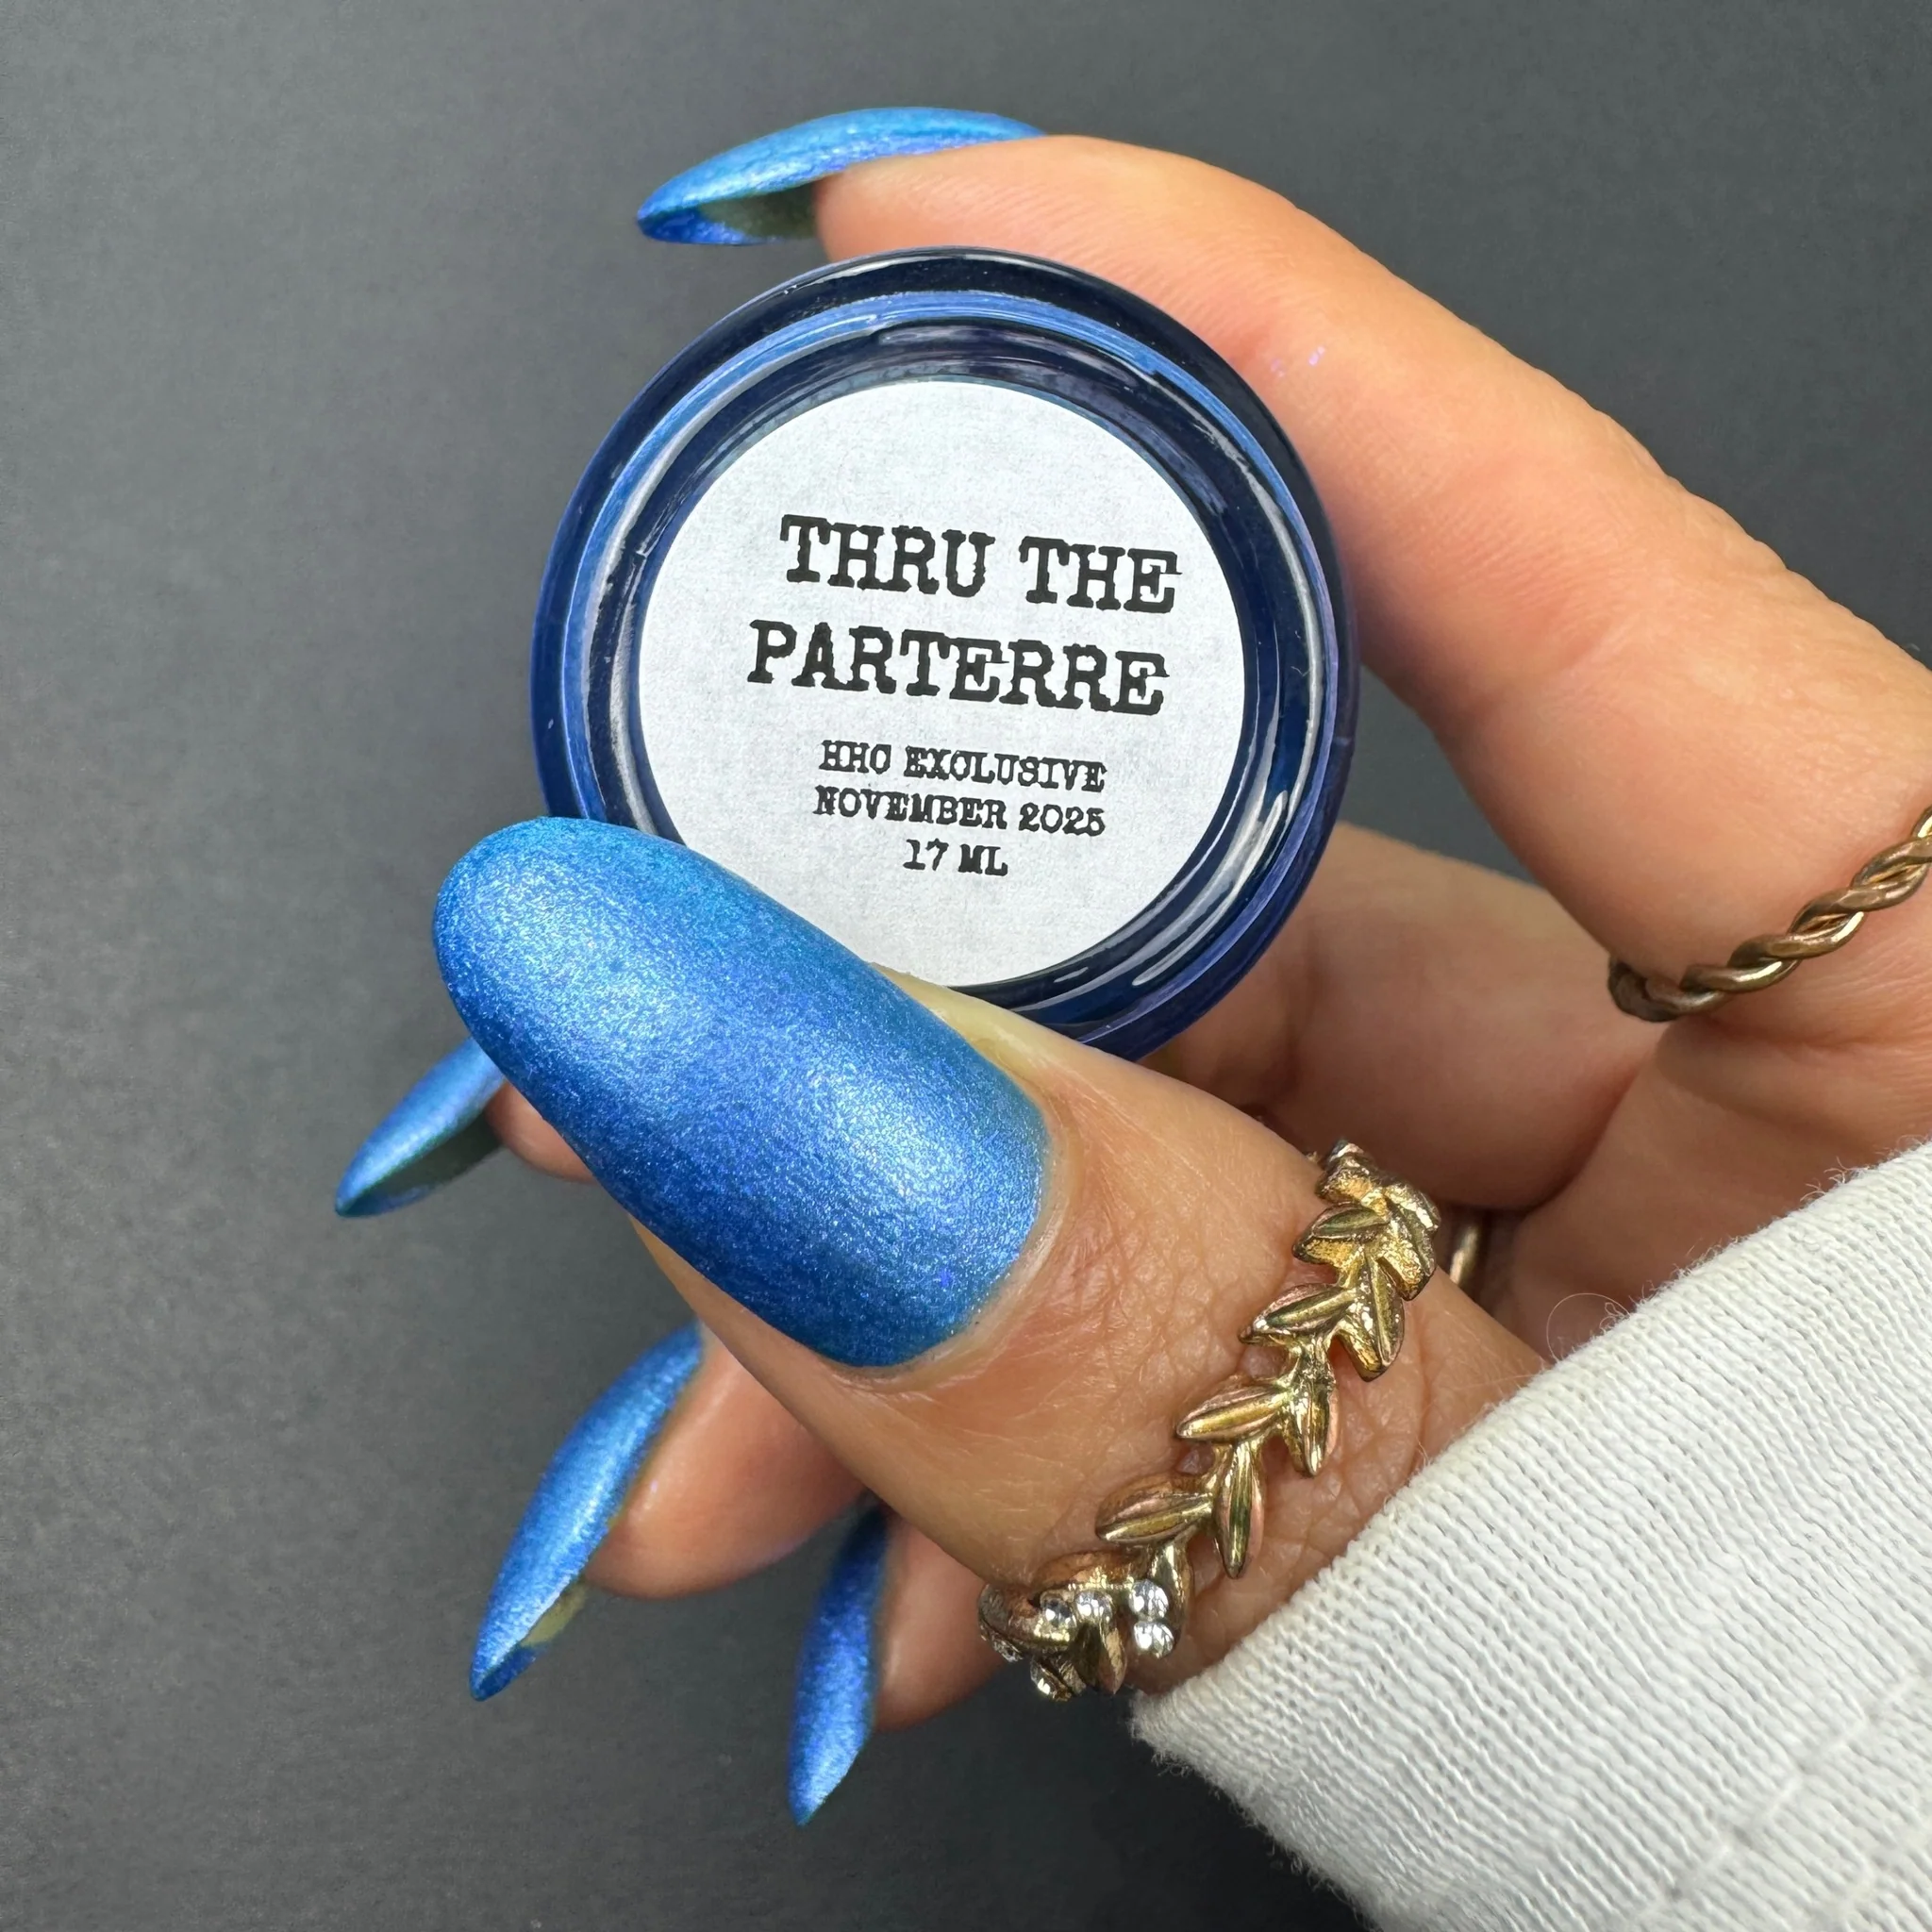 THRU THE
PARTERRE
HHC EXCLUSIVE
NOVEMBER 2025
17 ML